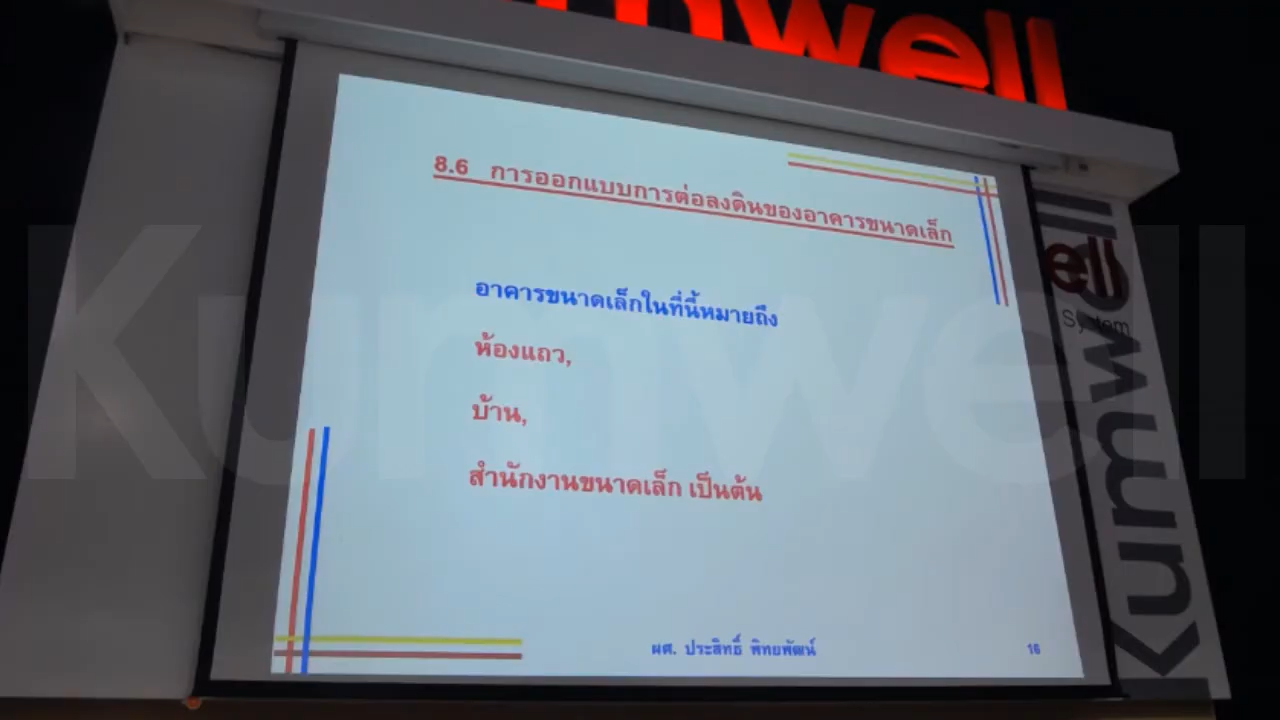 umwell
8.6 การออกแบบการต่อลงดินของอาคารขนาดเล็ก
อาคารขนาดเล็กในที่นี้หมายถึง
ห้องแถว,
บ้าน,
สำนักงานขนาดเล็ก เป็นต้น
ผศ. ประสิทธิ์ พิทยพัฒน์
16
ell
System
Kumwell
Kumwell